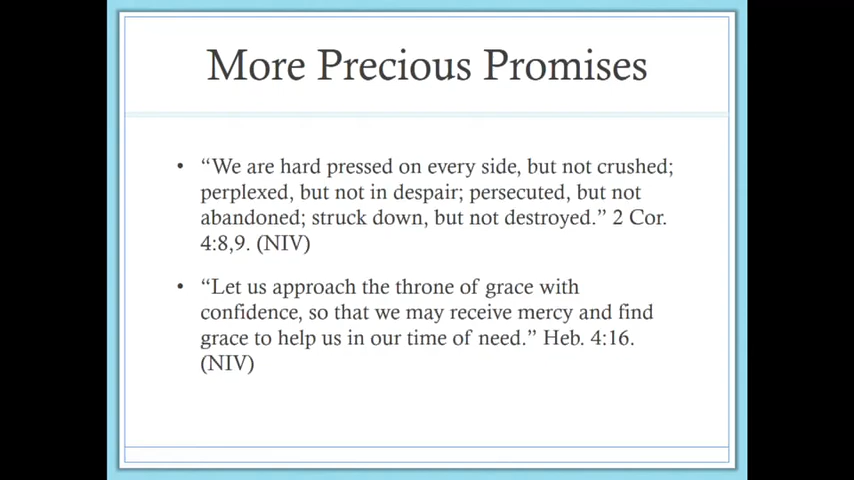 More Precious Promises
• “We are hard pressed on every side, but not crushed;
perplexed, but not in despair; persecuted, but not
abandoned; struck down, but not destroyed.” 2 Cor.
4:8,9. (NIV)
• “Let us approach the throne of grace with
confidence, so that we may receive mercy and find
grace to help us in our time of need.” Heb. 4:16.
(NIV)